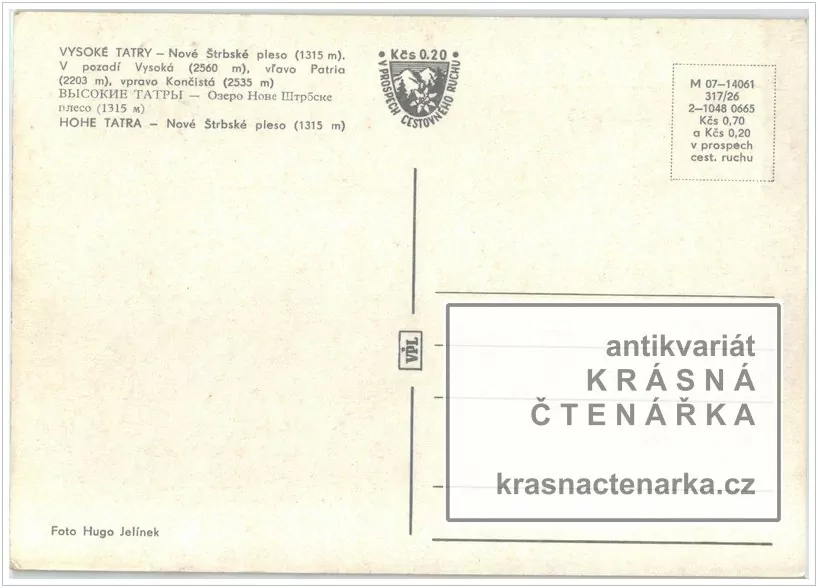 VYSOKÉ TATRY – Nové Štrbské pleso (1315 m).
V pozadí Vysoká (2560 m), vľavo Patria
(2203 m), vpravo Končistá (2535 m)
ВЫСОКИЕ ТАТРЫ — Озеро Нове Штрбске
плесо (1315 м)
HOHE TATRA – Nové Štrbské pleso (1315 m)
• Kčs 0.20 •
V PROSPECH CESTOVNÉHO RUCHU
M 07–14061
317/26
2–1048 0665
Kčs 0,70
a Kčs 0,20
v prospech
cest. ruchu
VPL
antikvariát
KRÁSNÁ
ČTENÁŘKA
krasnactenarka.cz
Foto Hugo Jelínek